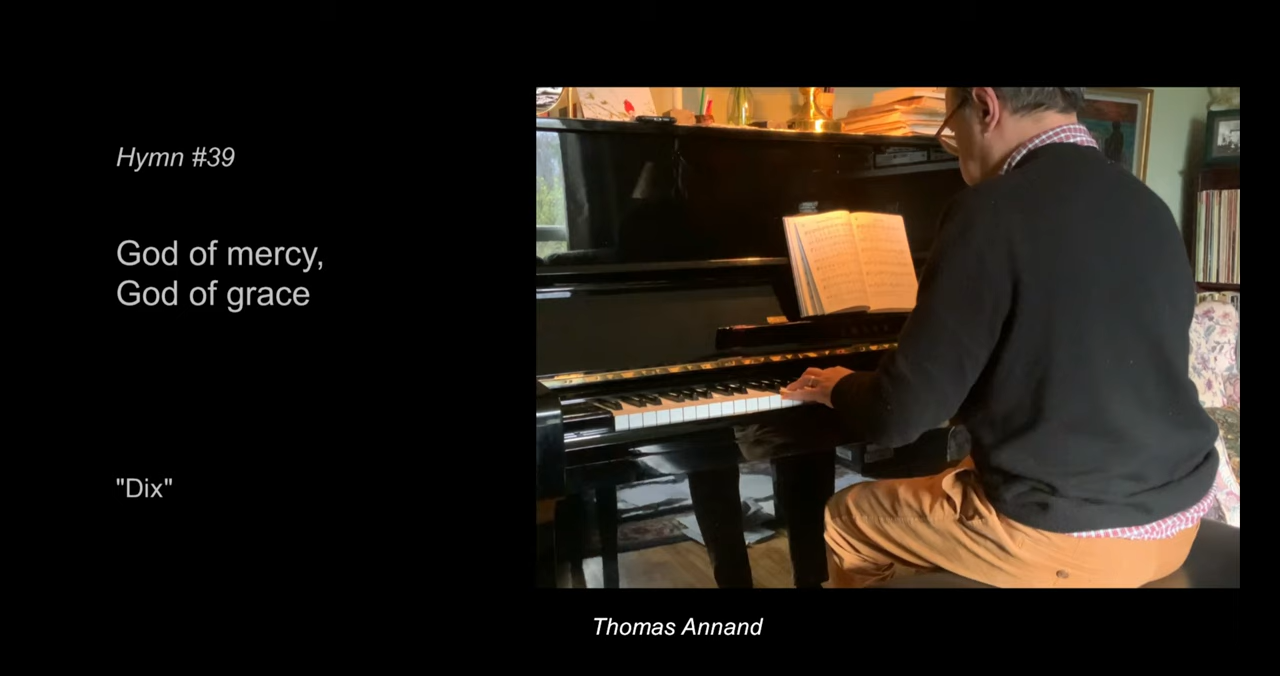 Hymn #39
God of mercy,
God of grace
"Dix"
Thomas Annand